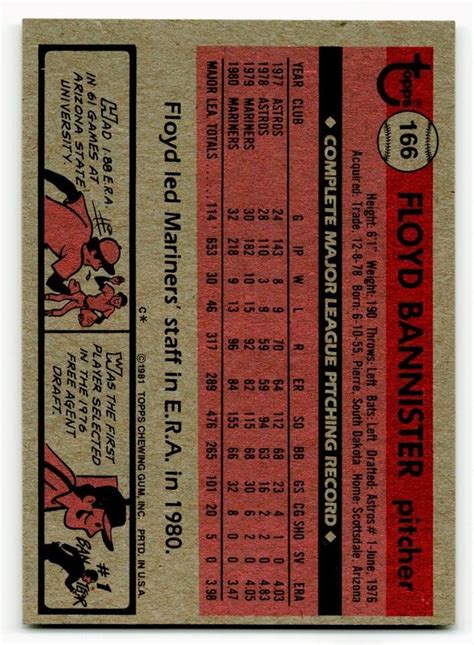 topps
166
FLOYD BANNISTER pitcher
Height: 6'1" Weight: 190 Throws: Left. Bats: Left Drafted: Astros #1-June, 1976
Acquired: Trade, 12-8-78 Born: 6-10-55, Pierre, South Dakota Home: Scottsdale, Arizona
COMPLETE MAJOR LEAGUE PITCHING RECORD
YEAR CLUB G IP W L R ER SO BB GS CG SHO SV ERA
1977 ASTROS 24 143 8 9 70 64 112 68 23 4 1 0 4.03
1978 ASTROS 28 110 3 9 59 59 94 63 16 2 2 0 4.83
1979 MARINERS 30 182 10 15 92 82 115 68 30 6 2 0 4.05
1980 MARINERS 32 218 9 13 96 84 155 66 32 8 0 0 3.47
MAJOR LEA. TOTALS 114 653 30 46 317 289 476 265 101 20 5 0 3.98
Floyd led Mariners' staff in E.R.A. in 1980.
C*
©1981 TOPPS CHEWING GUM, INC. PRTD. IN U.S.A.
HAD 1.88 E.R.A.
IN 61 GAMES AT
ARIZONA STATE
UNIVERSITY.
WAS THE FIRST
PLAYER SELECTED
IN THE 1976
FREE AGENT
DRAFT.
#1
BANNISTER